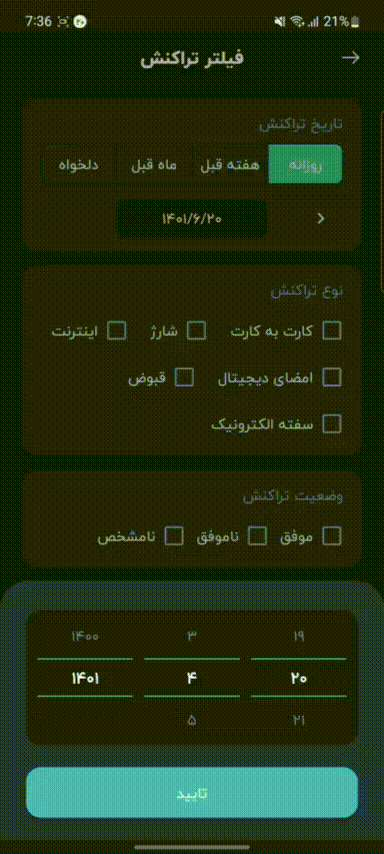 7:36 21%
فیلتر تراکنش
تاریخ تراکنش
روزانه هفته قبل ماه قبل دلخواه
۱۴۰۱/۶/۲۰
نوع تراکنش
کارت به کارت شارژ اینترنت
امضای دیجیتال قبوض
سفته الکترونیک
وضعیت تراکنش
موفق ناموفق نامشخص
۱۹ ۳ ۱۴۰۰
۲۰ ۴ ۱۴۰۱
۲۱ ۵
تایید